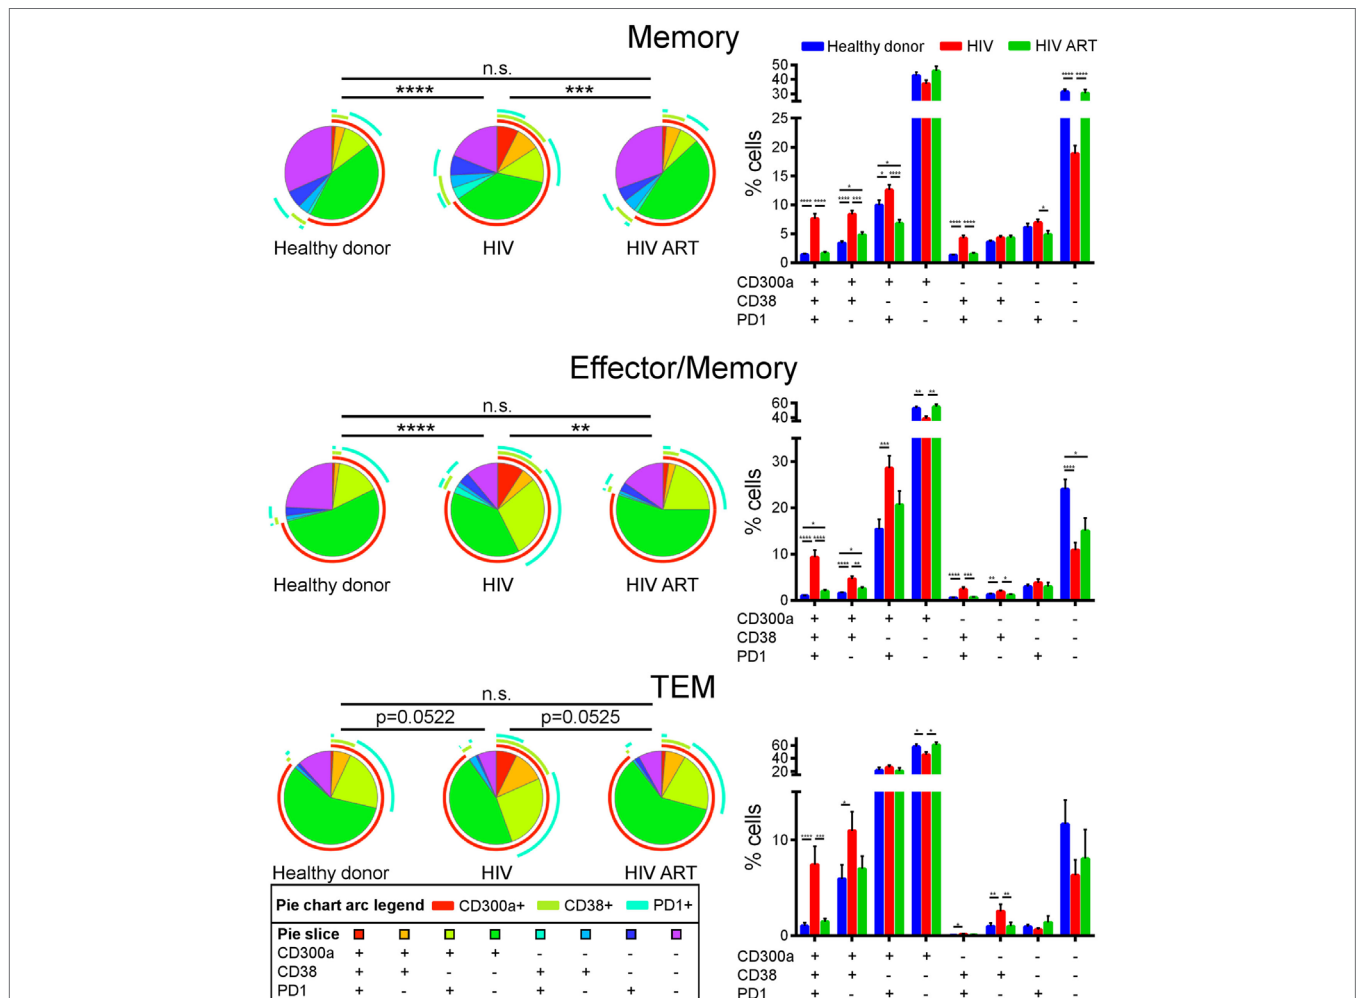 Memory
Healthy donor HIV HIV ART
n.s.
**** ***
Healthy donor HIV HIV ART
% cells
50
40
30
25
20
15
10
5
0
**** **** * **** *** * * **** **** **** * **** ****
CD300a + + + + - - - -
CD38 + + - - + + - -
PD1 + - + - + - + -
Effector/Memory
n.s.
**** **
Healthy donor HIV HIV ART
% cells
60
40
30
20
10
0
* **** **** * **** ** *** ** ** **** *** ** * * ****
CD300a + + + + - - - -
CD38 + + - - + + - -
PD1 + - + - + - + -
TEM
n.s.
p=0.0522 p=0.0525
Healthy donor HIV HIV ART
% cells
60
40
20
10
0
**** *** * * * * ** **
CD300a + + + + - - - -
CD38 + + - - + + - -
PD1 + - + - + - + -
Pie chart arc legend CD300a+ CD38+ PD1+
Pie slice
CD300a + + + + - - - -
CD38 + + - - + + - -
PD1 + - + - + - + -